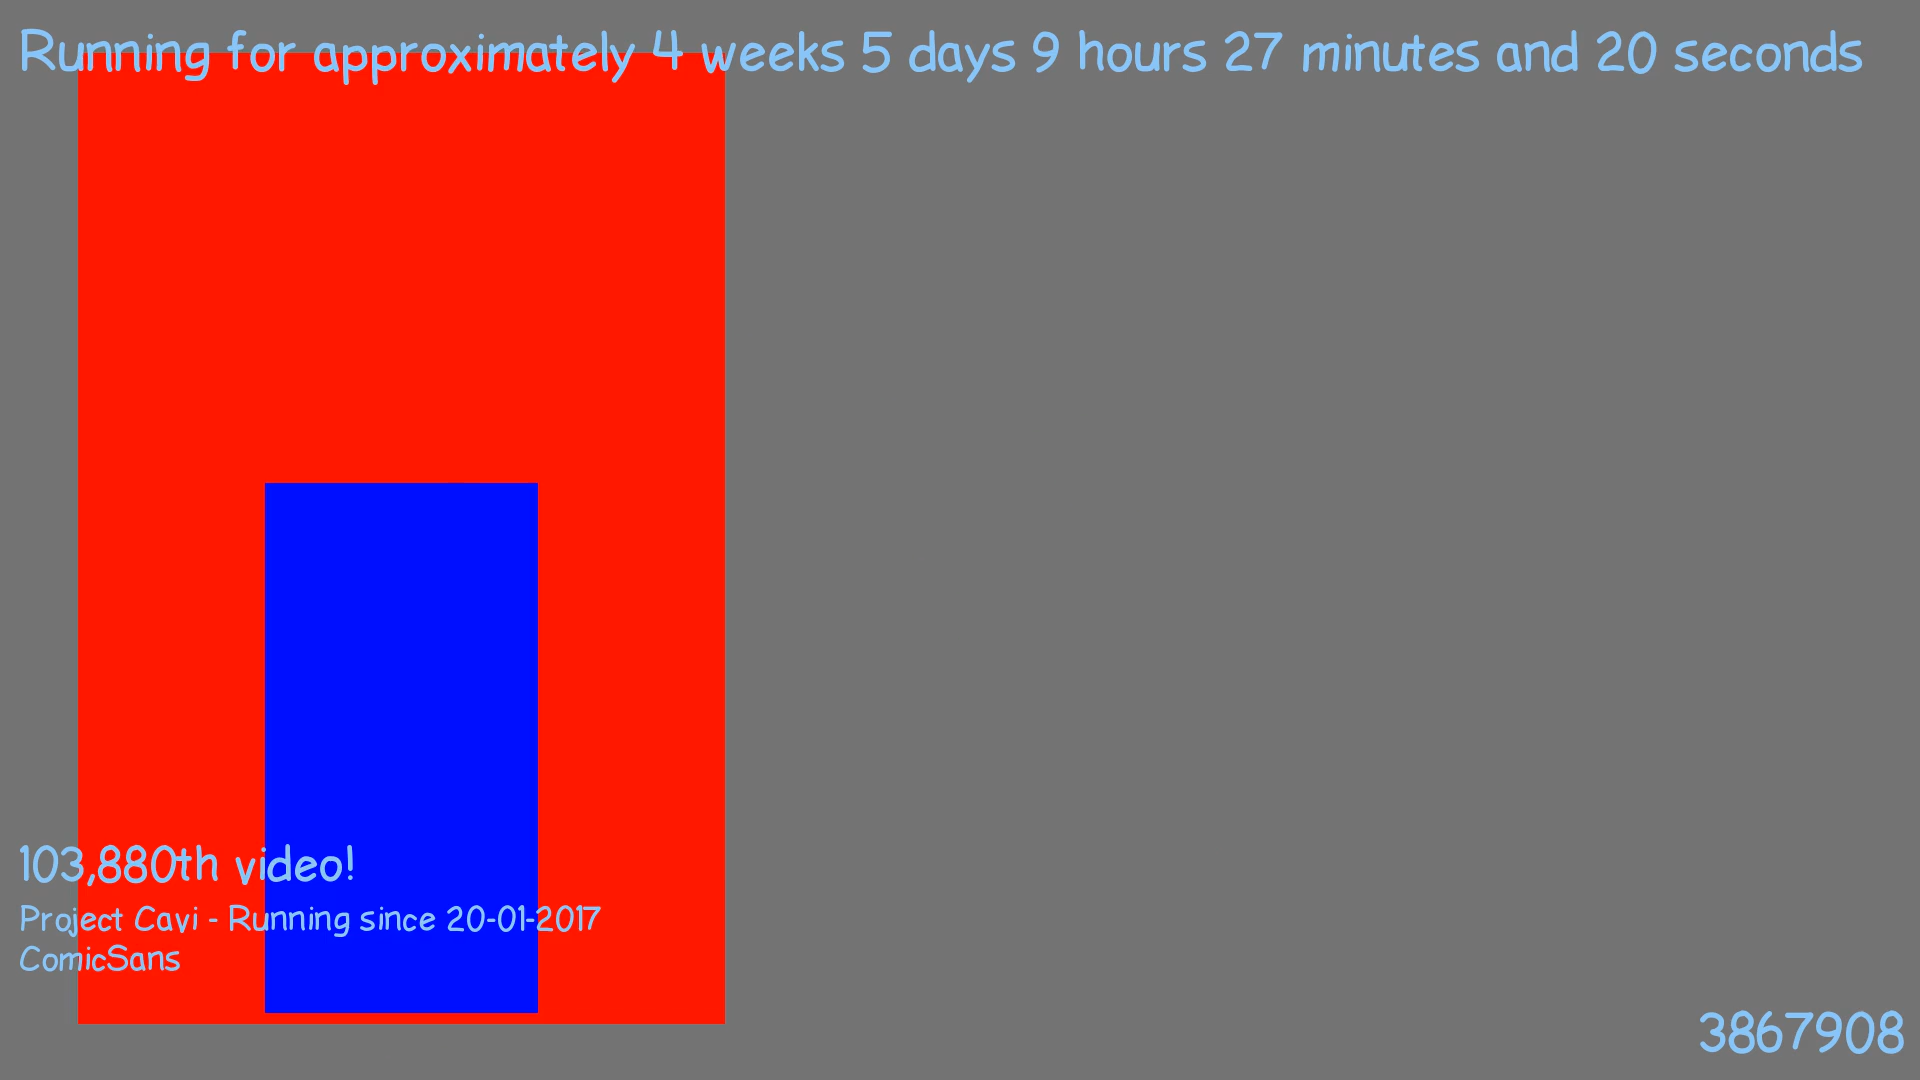 Running for approximately 4 weeks 5 days 9 hours 27 minutes and 20 seconds
103,880th video!
Project Cavi - Running since 20-01-2017
ComicSans
3867908